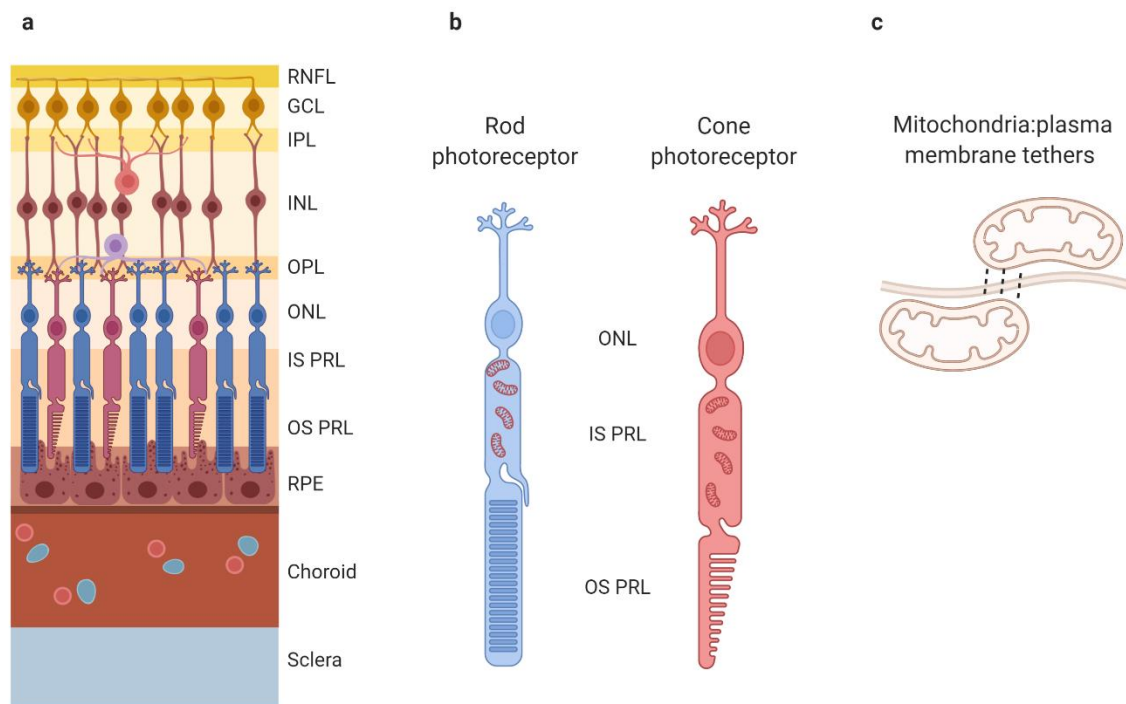 a
RNFL
GCL
IPL
INL
OPL
ONL
IS PRL
OS PRL
RPE
Choroid
Sclera
b
Rod
photoreceptor
Cone
photoreceptor
ONL
IS PRL
OS PRL
c
Mitochondria:plasma
membrane tethers